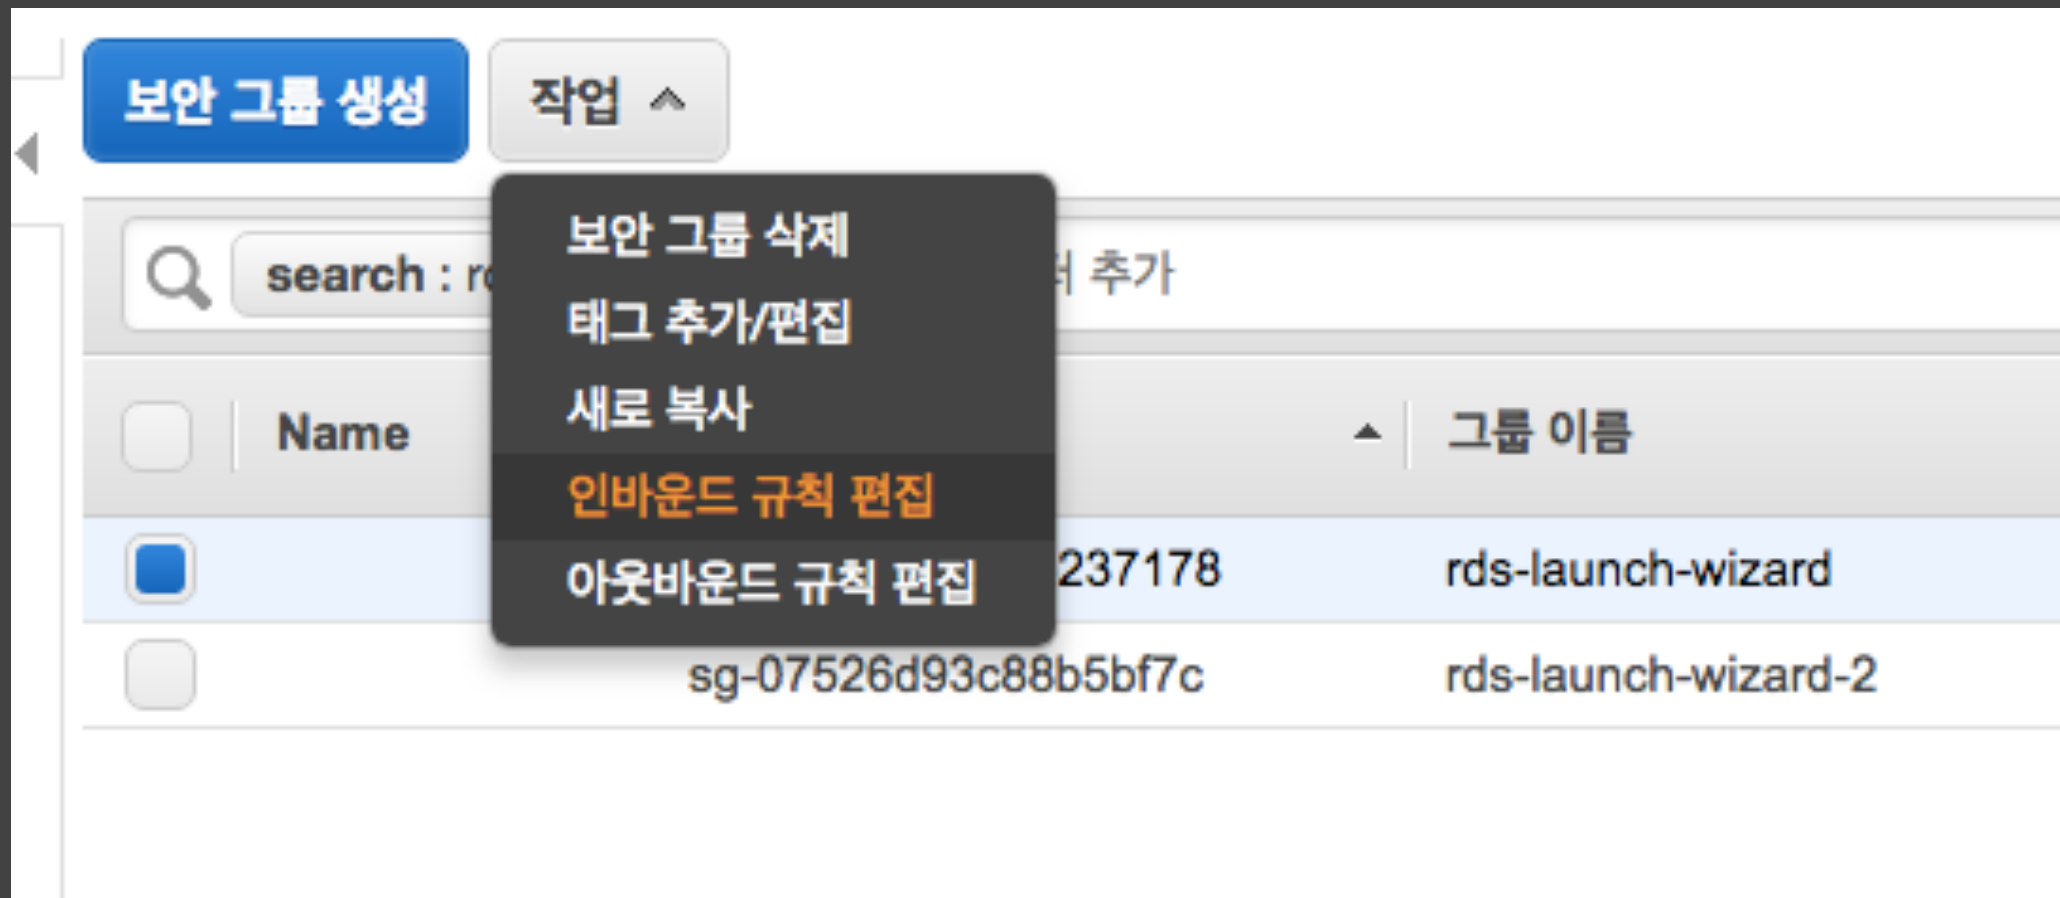 보안 그룹 생성 작업
보안 그룹 삭제
태그 추가/편집
새로 복사
인바운드 규칙 편집
아웃바운드 규칙 편집
search : 추가
Name 그룹 이름
237178 rds-launch-wizard
sg-07526d93c88b5bf7c rds-launch-wizard-2